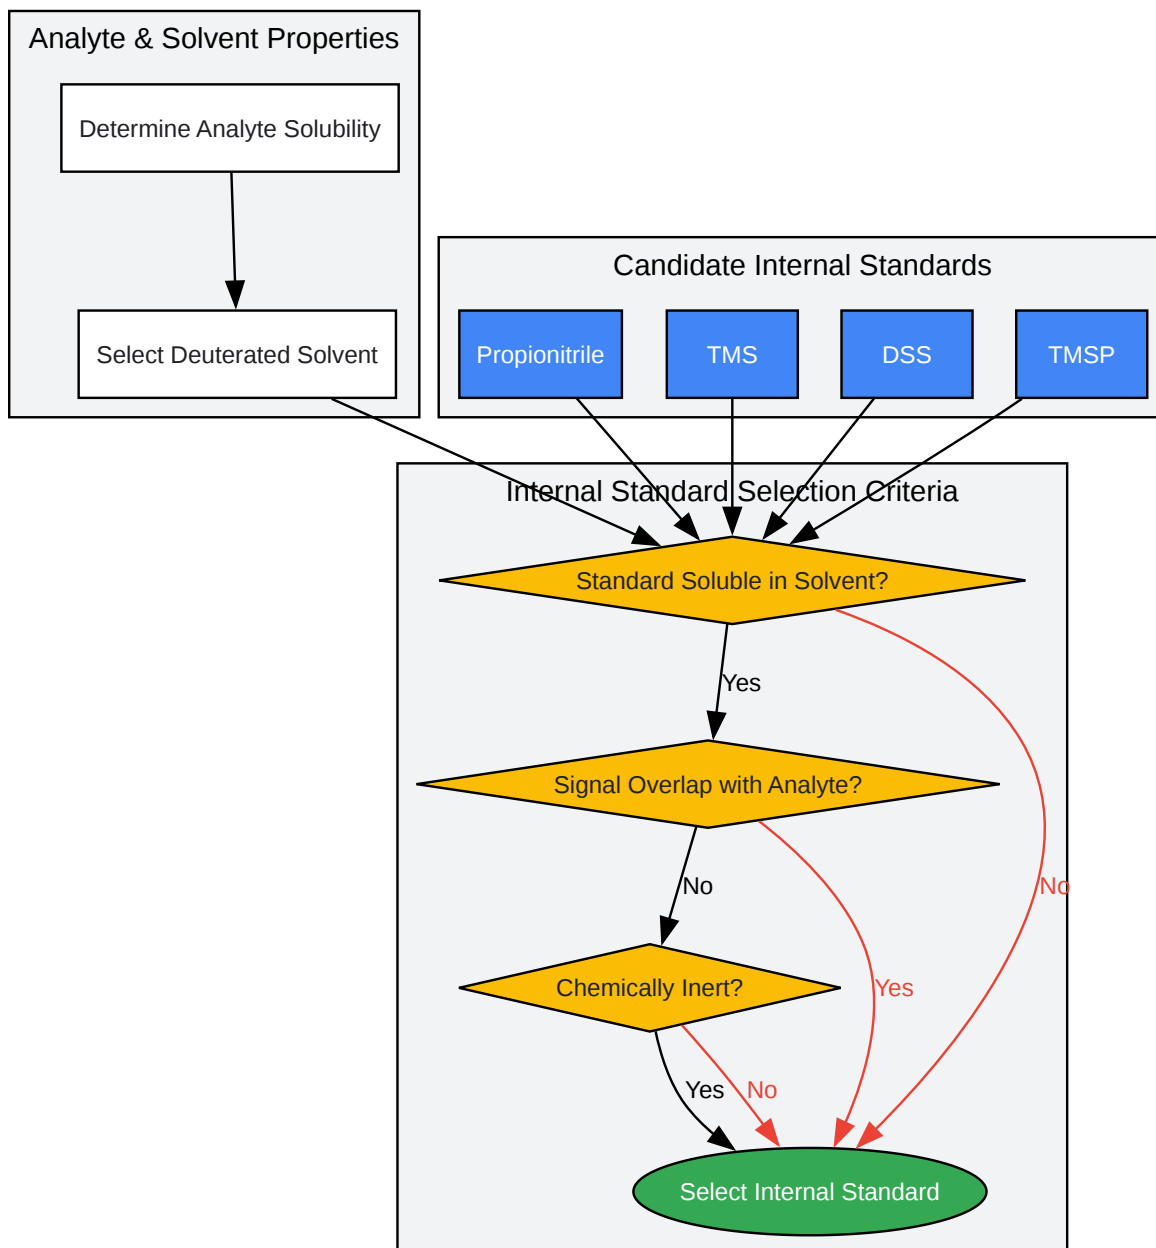 Analyte & Solvent Properties
Determine Analyte Solubility
Select Deuterated Solvent
Candidate Internal Standards
Propionitrile
TMS
DSS
TMSP
Internal Standard Selection Criteria
Standard Soluble in Solvent?
Yes
Signal Overlap with Analyte?
No
No
Chemically Inert?
Yes
Yes
No
Select Internal Standard